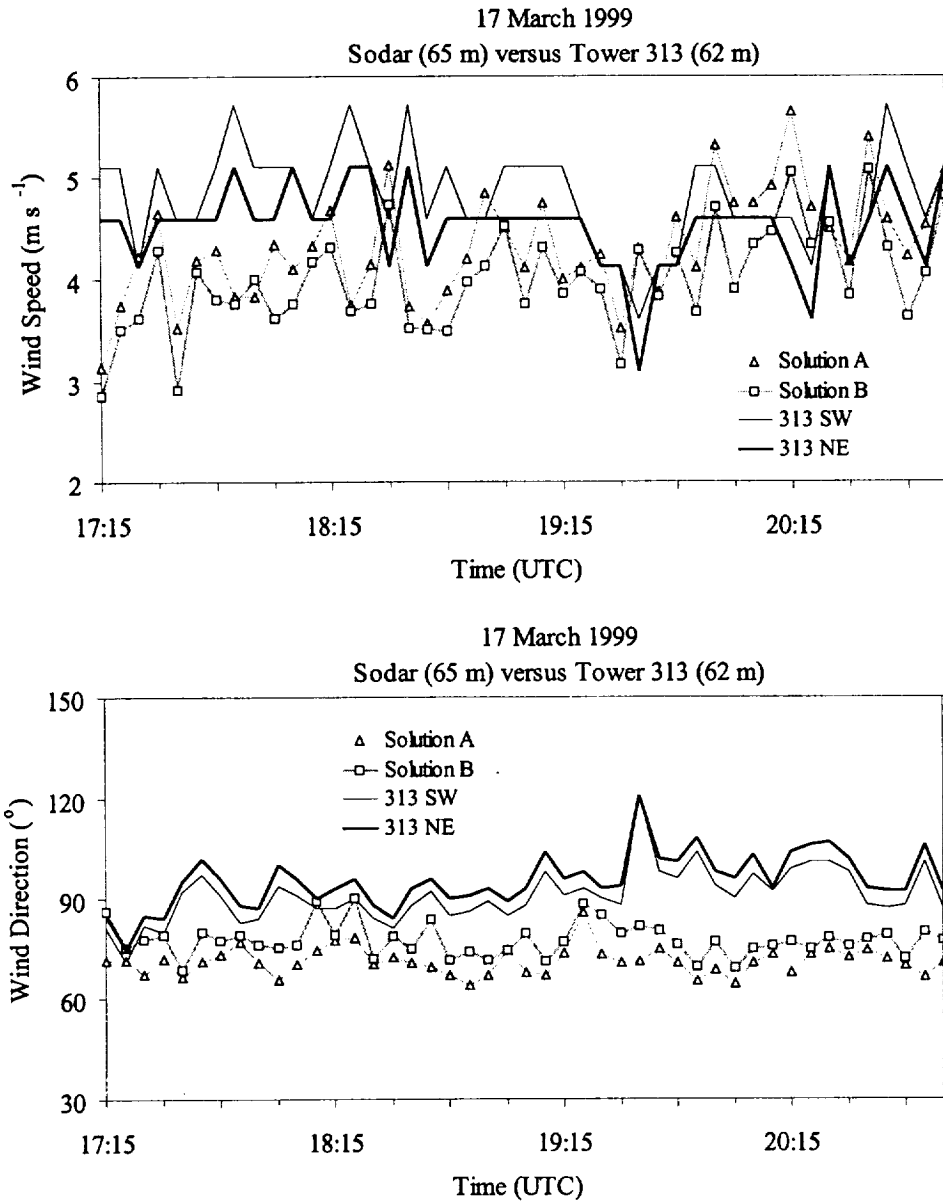 17 March 1999
Sodar (65 m) versus Tower 313 (62 m)
6
5
4
3
2
Wind Speed (m s⁻¹)
Solution A
Solution B
313 SW
313 NE
17:15
18:15
19:15
20:15
Time (UTC)
17 March 1999
Sodar (65 m) versus Tower 313 (62 m)
150
120
90
60
30
Wind Direction (°)
Solution A
Solution B
313 SW
313 NE
17:15
18:15
19:15
20:15
Time (UTC)